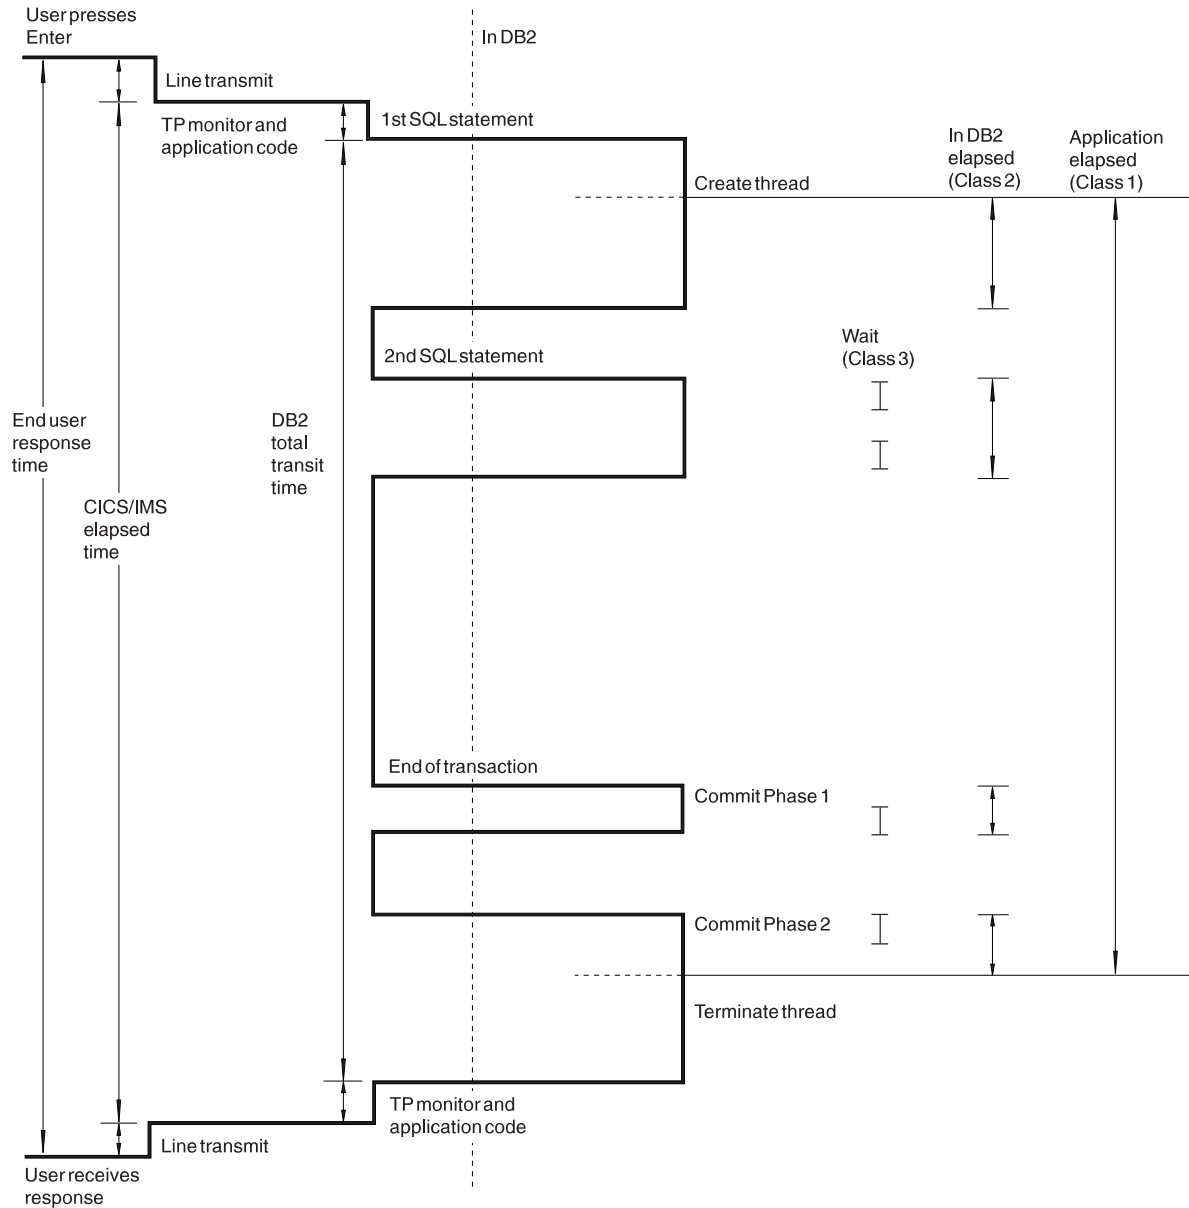 User presses
Enter
In DB2
Line transmit
TP monitor and
application code
1st SQL statement
In DB2
elapsed
(Class 2)
Application
elapsed
(Class 1)
Create thread
Wait
(Class 3)
2nd SQL statement
End user
response
time
DB2
total
transit
time
CICS/IMS
elapsed
time
End of transaction
Commit Phase 1
Commit Phase 2
Terminate thread
TP monitor and
application code
Line transmit
User receives
response